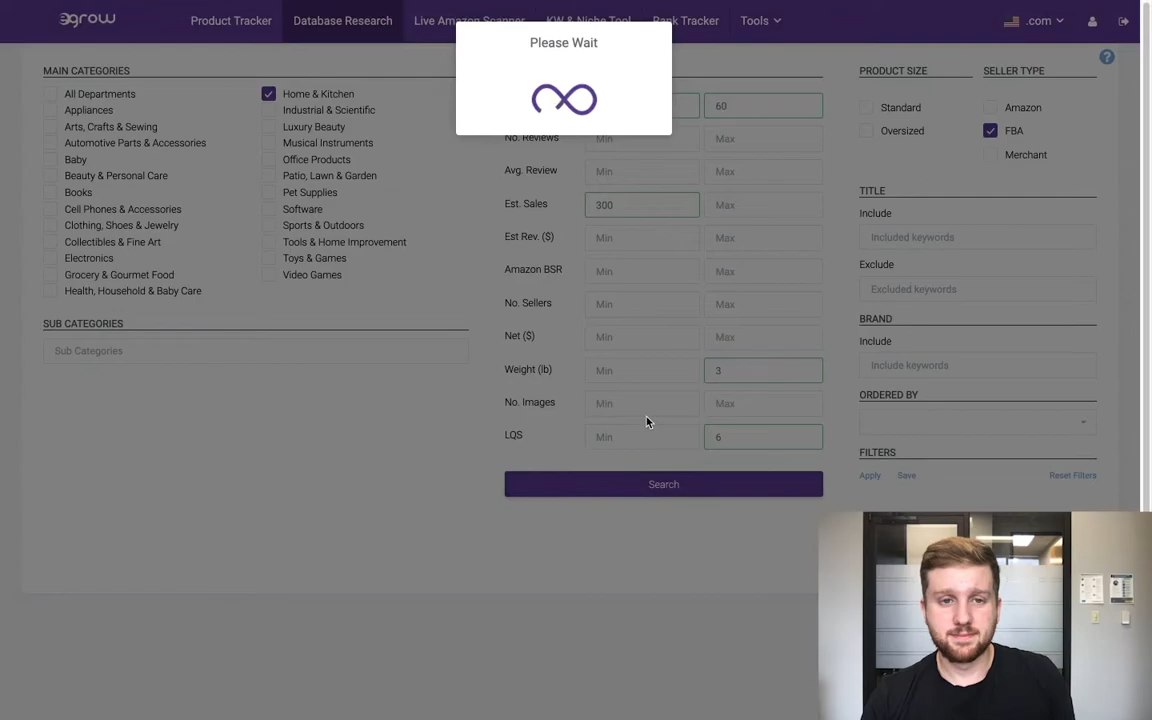 egrow
Product Tracker
Database Research
Live Amazon Scanner
KW & Niche Tool
Rank Tracker
Tools
.com
Please Wait
?
MAIN CATEGORIES
All Departments
Appliances
Arts, Crafts & Sewing
Automotive Parts & Accessories
Baby
Beauty & Personal Care
Books
Cell Phones & Accessories
Clothing, Shoes & Jewelry
Collectibles & Fine Art
Electronics
Grocery & Gourmet Food
Health, Household & Baby Care
Home & Kitchen
Industrial & Scientific
Luxury Beauty
Musical Instruments
Office Products
Patio, Lawn & Garden
Pet Supplies
Software
Sports & Outdoors
Tools & Home Improvement
Toys & Games
Video Games
SUB CATEGORIES
Sub Categories
60
No. Reviews Min Max
Avg. Review Min Max
Est. Sales 300 Max
Est Rev. ($) Min Max
Amazon BSR Min Max
No. Sellers Min Max
Net ($) Min Max
Weight (lb) Min 3
No. Images Min Max
LQS Min 6
Search
PRODUCT SIZE
Standard
Oversized
SELLER TYPE
Amazon
FBA
Merchant
TITLE
Include
Included keywords
Exclude
Excluded keywords
BRAND
Include
Include keywords
ORDERED BY
FILTERS
Apply Save Reset Filters